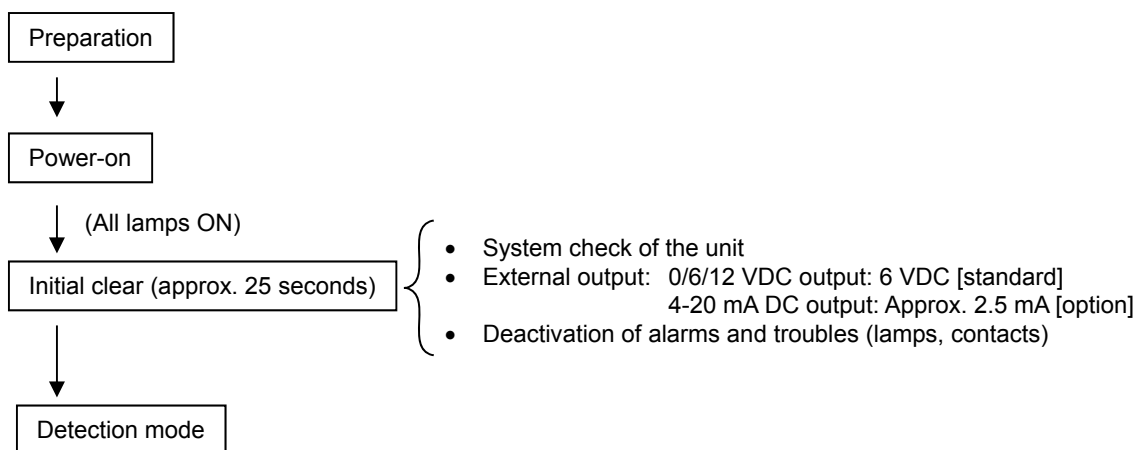 Preparation
Power-on
(All lamps ON)
Initial clear (approx. 25 seconds)
• System check of the unit
• External output: 0/6/12 VDC output: 6 VDC [standard]
4-20 mA DC output: Approx. 2.5 mA [option]
• Deactivation of alarms and troubles (lamps, contacts)
Detection mode